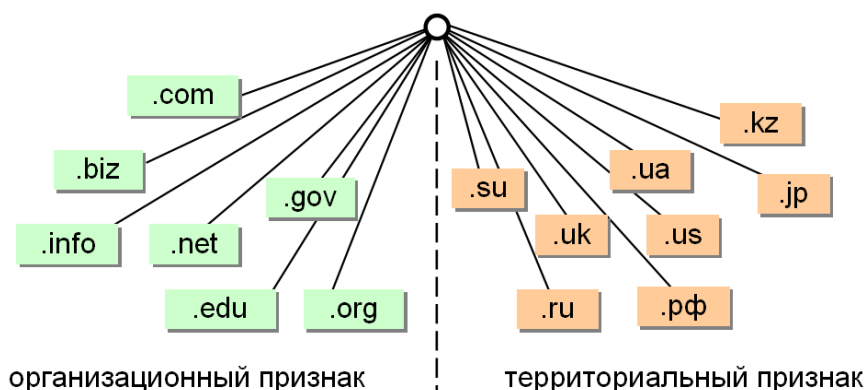 .com
.biz
.gov
.info
.net
.edu
.org
.kz
.ua
.su
.jp
.uk
.us
.ru
.рф
организационный признак
территориальный признак